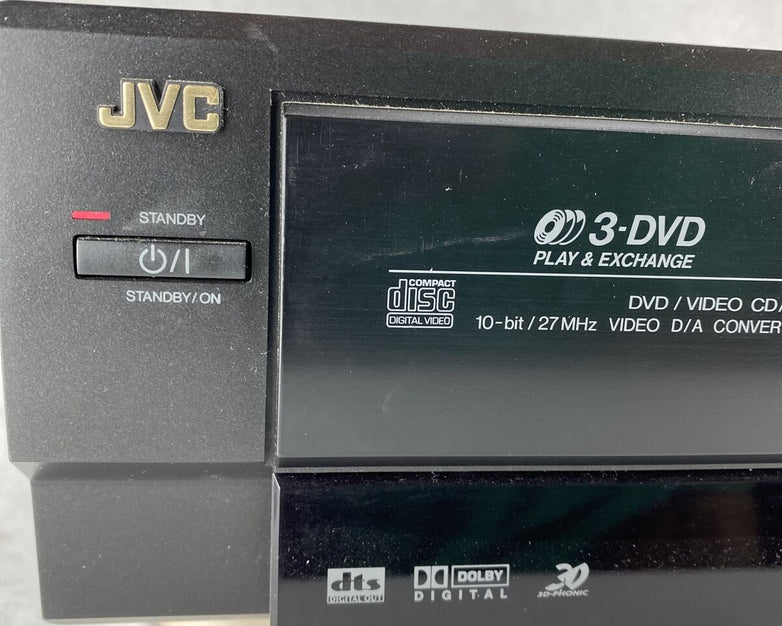 JVC
STANDBY
STANDBY/ON
3-DVD
PLAY & EXCHANGE
COMPACT
disc
DIGITAL VIDEO
DVD / VIDEO CD/
10-bit / 27MHz VIDEO D/A CONVER
dts
DIGITAL OUT
DOLBY
DIGITAL
3D
3D-PHONIC